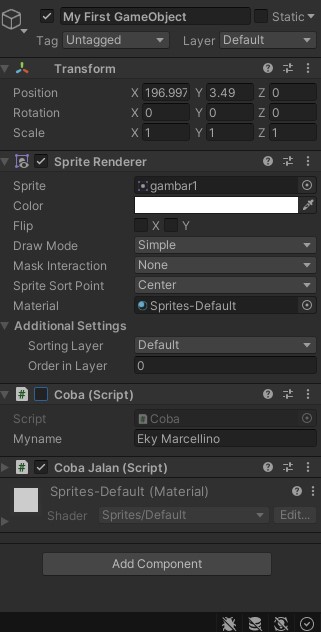 My First GameObject Static
Tag Untagged Layer Default
Transform
Position X 196.997 Y 3.49 Z 0
Rotation X 0 Y 0 Z 0
Scale X 1 Y 1 Z 1
Sprite Renderer
Sprite gambar1
Color
Flip X Y
Draw Mode Simple
Mask Interaction None
Sprite Sort Point Center
Material Sprites-Default
Additional Settings
Sorting Layer Default
Order in Layer 0
# Coba (Script)
Script # Coba
Myname Eky Marcellino
# Coba Jalan (Script)
Sprites-Default (Material)
Shader Sprites/Default Edit...
Add Component